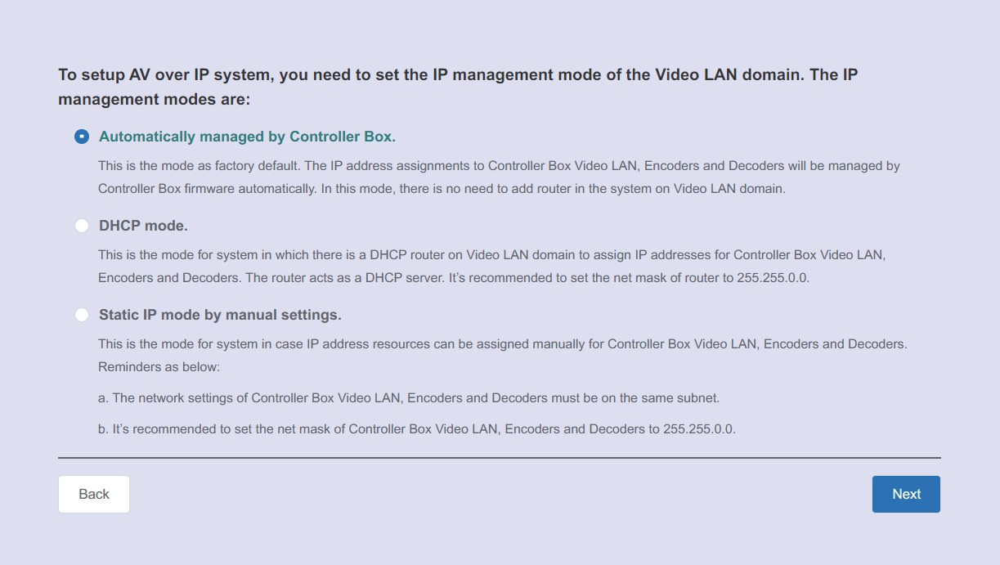 To setup AV over IP system, you need to set the IP management mode of the Video LAN domain. The IP
management modes are:
Automatically managed by Controller Box.
This is the mode as factory default. The IP address assignments to Controller Box Video LAN, Encoders and Decoders will be managed by
Controller Box firmware automatically. In this mode, there is no need to add router in the system on Video LAN domain.
DHCP mode.
This is the mode for system in which there is a DHCP router on Video LAN domain to assign IP addresses for Controller Box Video LAN,
Encoders and Decoders. The router acts as a DHCP server. It’s recommended to set the net mask of router to 255.255.0.0.
Static IP mode by manual settings.
This is the mode for system in case IP address resources can be assigned manually for Controller Box Video LAN, Encoders and Decoders.
Reminders as below:
a. The network settings of Controller Box Video LAN, Encoders and Decoders must be on the same subnet.
b. It’s recommended to set the net mask of Controller Box Video LAN, Encoders and Decoders to 255.255.0.0.
Back
Next